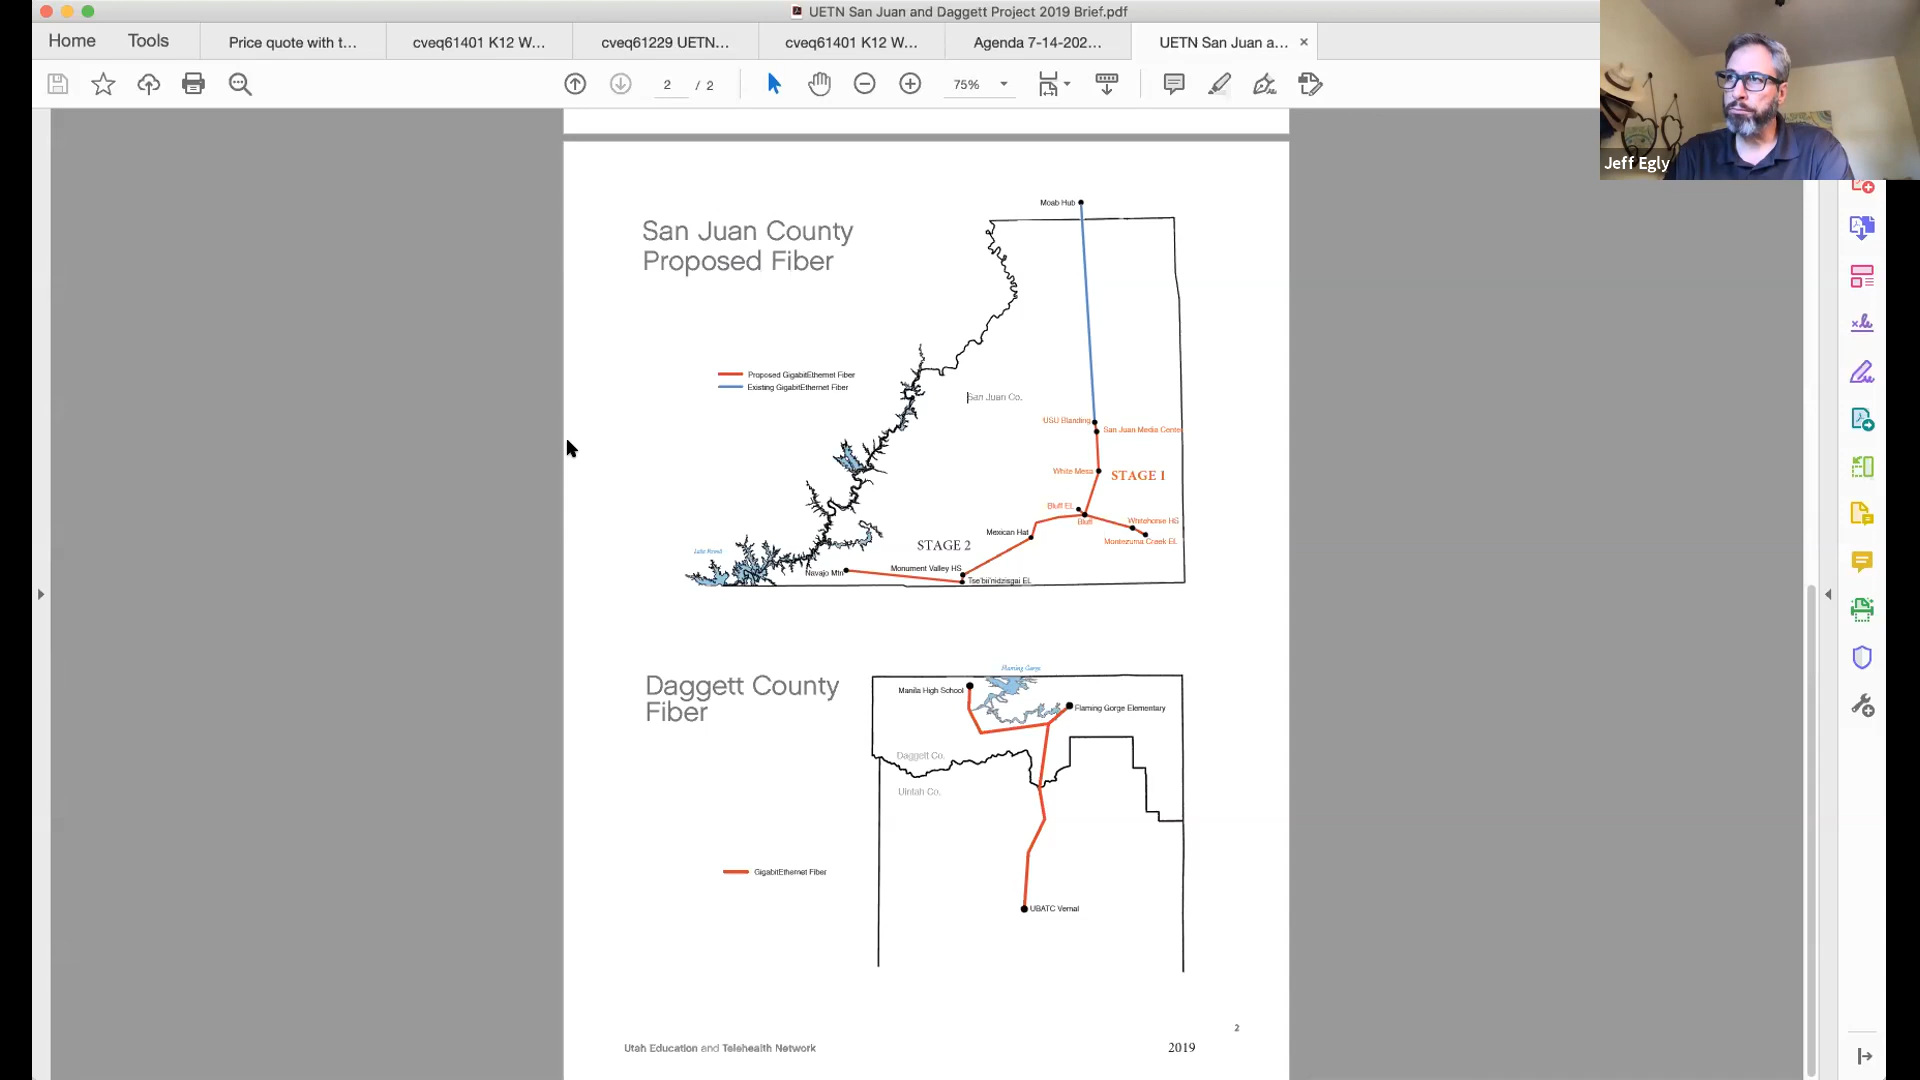 UETN San Juan and Daggett Project 2019 Brief.pdf
Home
Tools
Price quote with t...
cveq61401 K12 W...
cveq61229 UETN...
cveq61401 K12 W...
Agenda 7-14-202...
UETN San Juan a...
2 / 2
75%
Jeff Egly
San Juan County
Proposed Fiber
Moab Hub
Proposed GigabitEthernet Fiber
Existing GigabitEthernet Fiber
San Juan Co.
USU Blanding
San Juan Media Center
White Mesa
STAGE 1
Bluff EL
Bluff
Whitehorse HS
Montezuma Creek EL
Mexican Hat
STAGE 2
Lake Powell
Navajo Mtn
Monument Valley HS
Tse'bii'nidzisgai EL
Daggett County
Fiber
Flaming Gorge
Manila High School
Flaming Gorge Elementary
Daggett Co.
Uintah Co.
GigabitEthernet Fiber
UBATC Vernal
2
Utah Education and Telehealth Network
2019